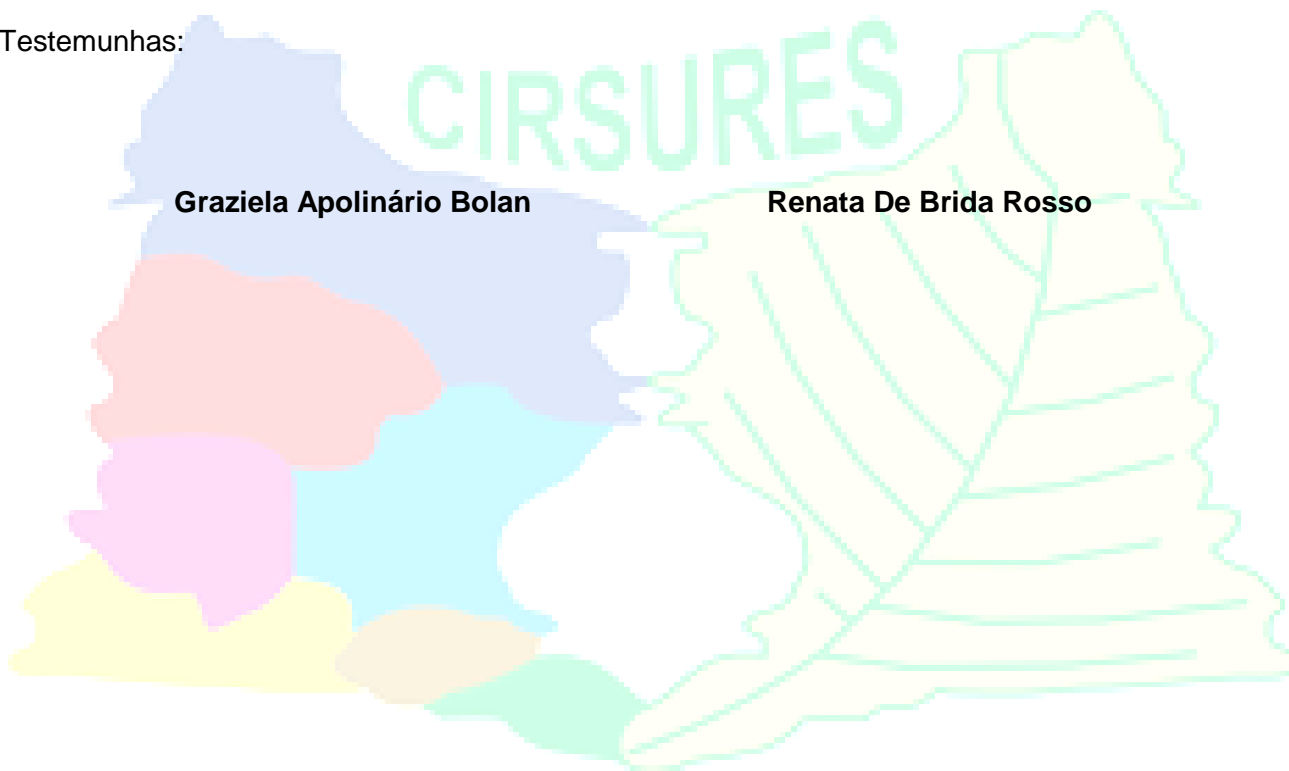 Testemunhas:
CIRSURES
Graziela Apolinário Bolan Renata De Brida Rosso